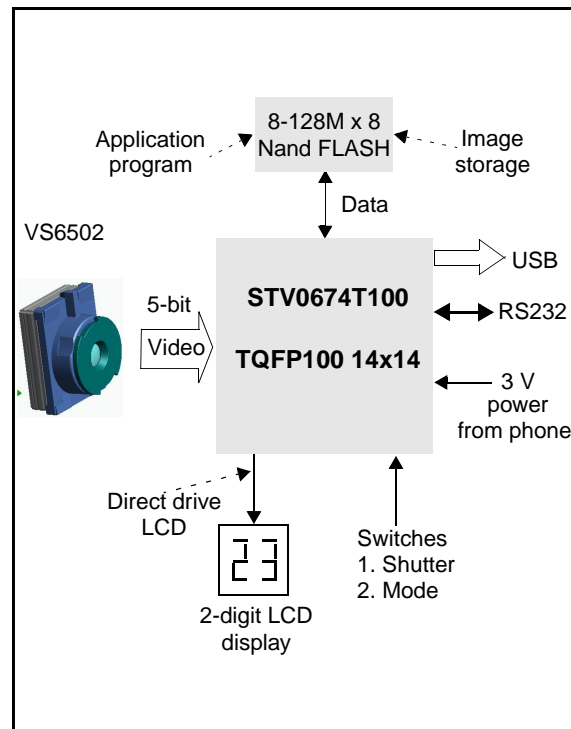 8-128M x 8
Nand FLASH
Application
program
Image
storage
Data
VS6502
5-bit
Video
STV0674T100
TQFP100 14x14
USB
RS232
3 V
power
from phone
Direct drive
LCD
23
2-digit LCD
display
Switches
1. Shutter
2. Mode